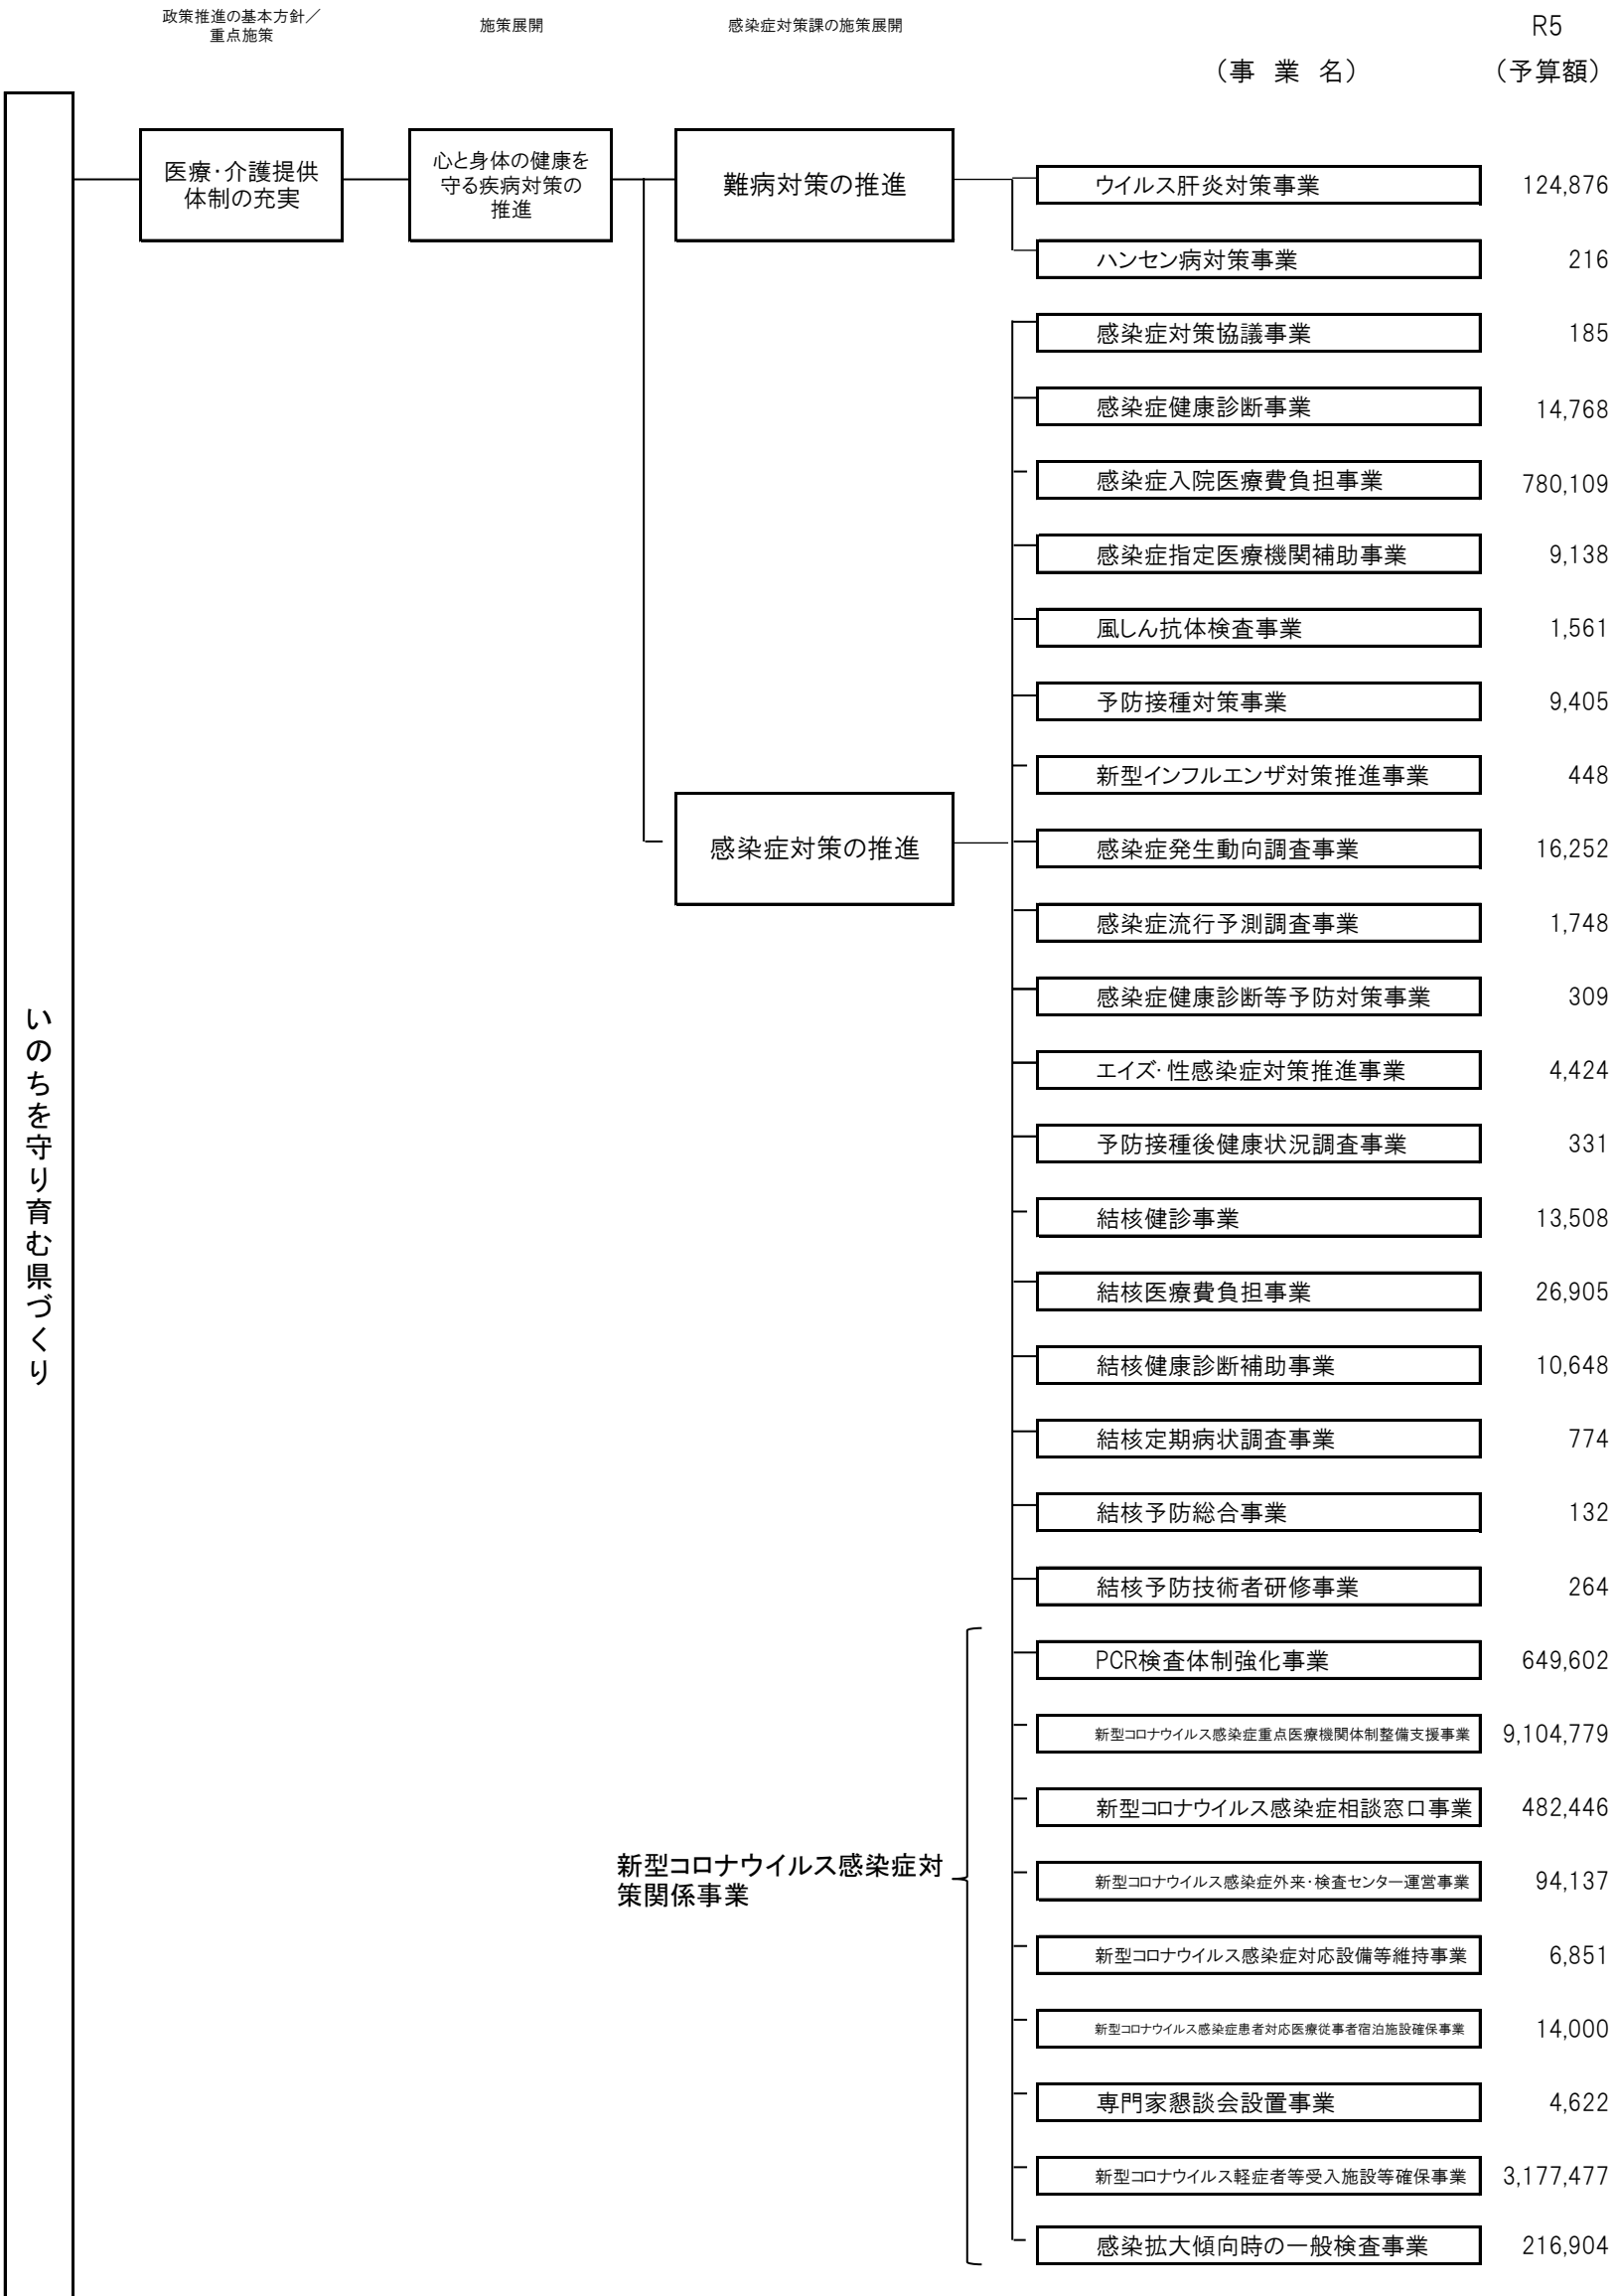 政策推進の基本方針／
重点施策
施策展開
感染症対策課の施策展開
R5
（事 業 名）
（予算額）
いのちを守り育む県づくり
医療・介護提供
体制の充実
心と身体の健康を
守る疾病対策の
推進
難病対策の推進
ウイルス肝炎対策事業
124,876
ハンセン病対策事業
216
感染症対策協議事業
185
感染症健康診断事業
14,768
感染症入院医療費負担事業
780,109
感染症指定医療機関補助事業
9,138
風しん抗体検査事業
1,561
予防接種対策事業
9,405
新型インフルエンザ対策推進事業
448
感染症対策の推進
感染症発生動向調査事業
16,252
感染症流行予測調査事業
1,748
感染症健康診断等予防対策事業
309
エイズ・性感染症対策推進事業
4,424
予防接種後健康状況調査事業
331
結核健診事業
13,508
結核医療費負担事業
26,905
結核健康診断補助事業
10,648
結核定期病状調査事業
774
結核予防総合事業
132
結核予防技術者研修事業
264
新型コロナウイルス感染症対
策関係事業
PCR検査体制強化事業
649,602
新型コロナウイルス感染症重点医療機関体制整備支援事業
9,104,779
新型コロナウイルス感染症相談窓口事業
482,446
新型コロナウイルス感染症外来・検査センター運営事業
94,137
新型コロナウイルス感染症対応設備等維持事業
6,851
新型コロナウイルス感染症患者対応医療従事者宿泊施設確保事業
14,000
専門家懇談会設置事業
4,622
新型コロナウイルス軽症者等受入施設等確保事業
3,177,477
感染拡大傾向時の一般検査事業
216,904